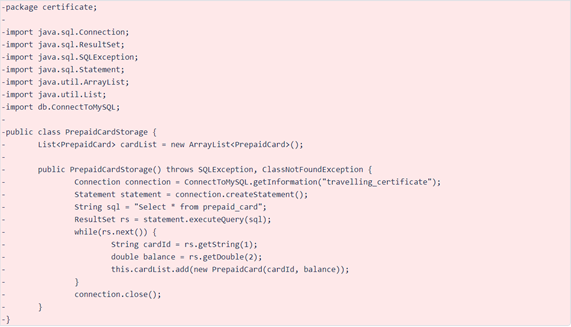 -package certificate;
-
-import java.sql.Connection;
-import java.sql.ResultSet;
-import java.sql.SQLException;
-import java.sql.Statement;
-import java.util.ArrayList;
-import java.util.List;
-import db.ConnectToMySQL;
-
-public class PrepaidCardStorage {
-       List<PrepaidCard> cardList = new ArrayList<PrepaidCard>();
-
-       public PrepaidCardStorage() throws SQLException, ClassNotFoundException {
-               Connection connection = ConnectToMySQL.getInformation("travelling_certificate");
-               Statement statement = connection.createStatement();
-               String sql = "Select * from prepaid_card";
-               ResultSet rs = statement.executeQuery(sql);
-               while(rs.next()) {
-                       String cardId = rs.getString(1);
-                       double balance = rs.getDouble(2);
-                       this.cardList.add(new PrepaidCard(cardId, balance));
-               }
-               connection.close();
-       }
-}